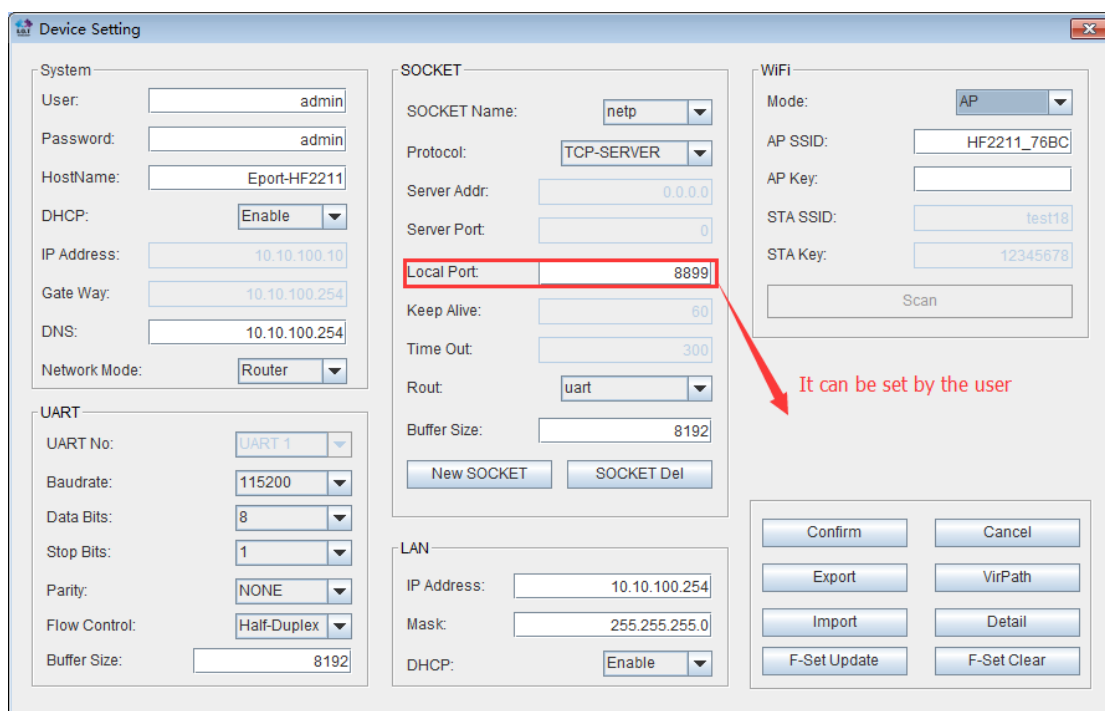 Device Setting
System
User: admin
Password: admin
HostName: Eport-HF2211
DHCP: Enable
IP Address: 10.10.100.10
Gate Way: 10.10.100.254
DNS: 10.10.100.254
Network Mode: Router
UART
UART No: UART 1
Baudrate: 115200
Data Bits: 8
Stop Bits: 1
Parity: NONE
Flow Control: Half-Duplex
Buffer Size: 8192
SOCKET
SOCKET Name: netp
Protocol: TCP-SERVER
Server Addr: 0.0.0.0
Server Port: 0
Local Port: 8899
Keep Alive: 60
Time Out: 300
Rout: uart
Buffer Size: 8192
New SOCKET SOCKET Del
LAN
IP Address: 10.10.100.254
Mask: 255.255.255.0
DHCP: Enable
WiFi
Mode: AP
AP SSID: HF2211_76BC
AP Key:
STA SSID: test18
STA Key: 12345678
Scan
It can be set by the user
Confirm Cancel
Export VirPath
Import Detail
F-Set Update F-Set Clear